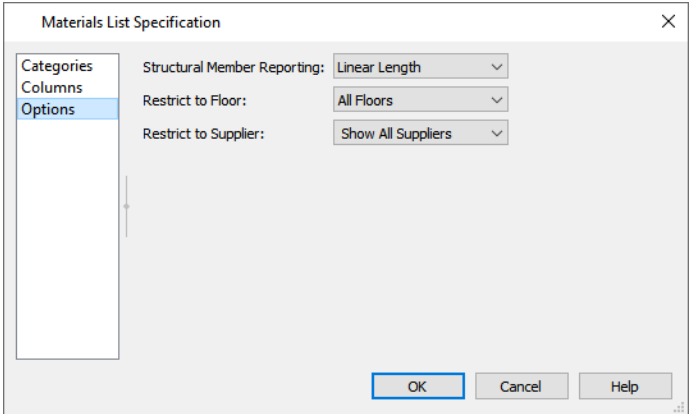 Materials List Specification
Categories
Columns
Options
Structural Member Reporting: Linear Length
Restrict to Floor: All Floors
Restrict to Supplier: Show All Suppliers
OK Cancel Help